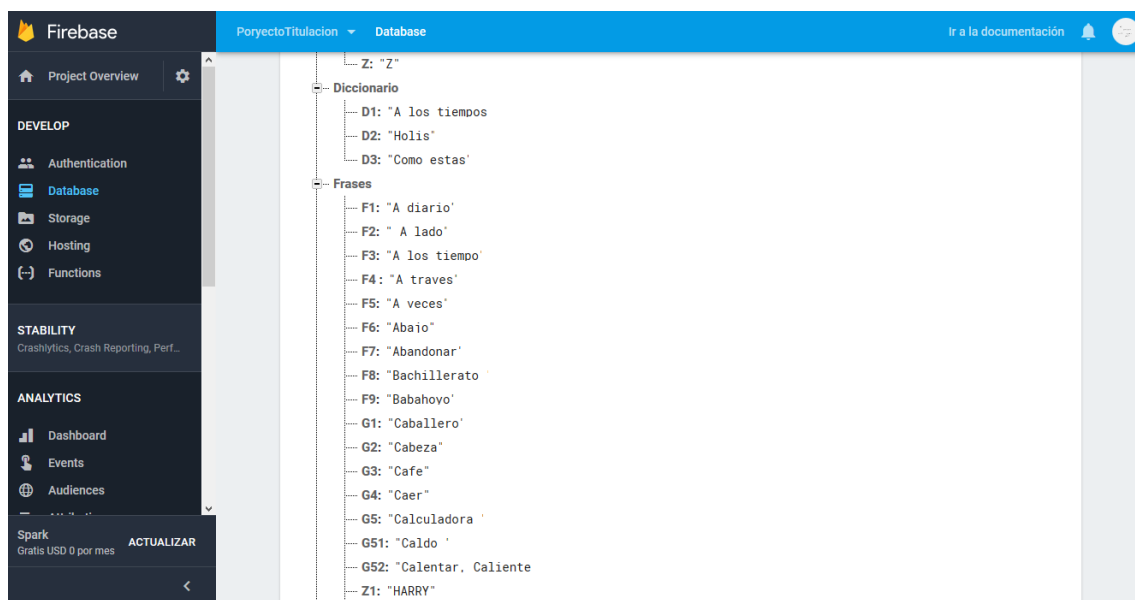 Firebase
PoryectoTitulacion Database Ir a la documentación
Project Overview
DEVELOP
Authentication
Database
Storage
Hosting
Functions
STABILITY
Crashlytics, Crash Reporting, Perf...
ANALYTICS
Dashboard
Events
Audiences
Spark
Gratis USD 0 por mes
ACTUALIZAR
Z: "Z"
Diccionario
D1: "A los tiempos
D2: "Holis"
D3: "Como estas'
Frases
F1: "A diario'
F2: " A lado'
F3: "A los tiempo'
F4 : "A traves'
F5: "A veces'
F6: "Abajo"
F7: "Abandonar'
F8: "Bachillerato '
F9: "Babahoyo'
G1: "Caballero'
G2: "Cabeza"
G3: "Cafe"
G4: "Caer"
G5: "Calculadora '
G51: "Caldo '
G52: "Calentar, Caliente
Z1: "HARRY"